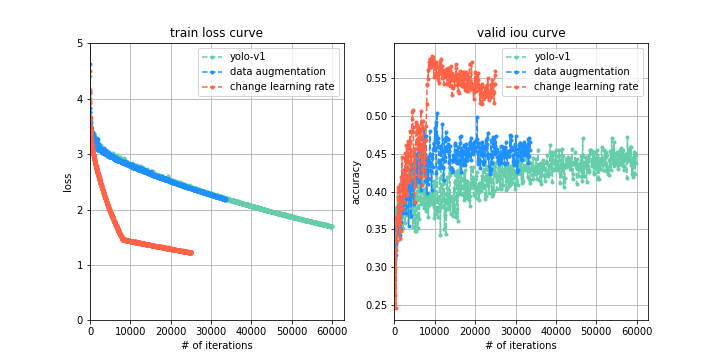 train loss curve
5
4
3
2
1
0
loss
0
10000
20000
30000
40000
50000
60000
# of iterations
yolo-v1
data augmentation
change learning rate
valid iou curve
0.55
0.50
0.45
0.40
0.35
0.30
0.25
accuracy
0
10000
20000
30000
40000
50000
60000
# of iterations
yolo-v1
data augmentation
change learning rate